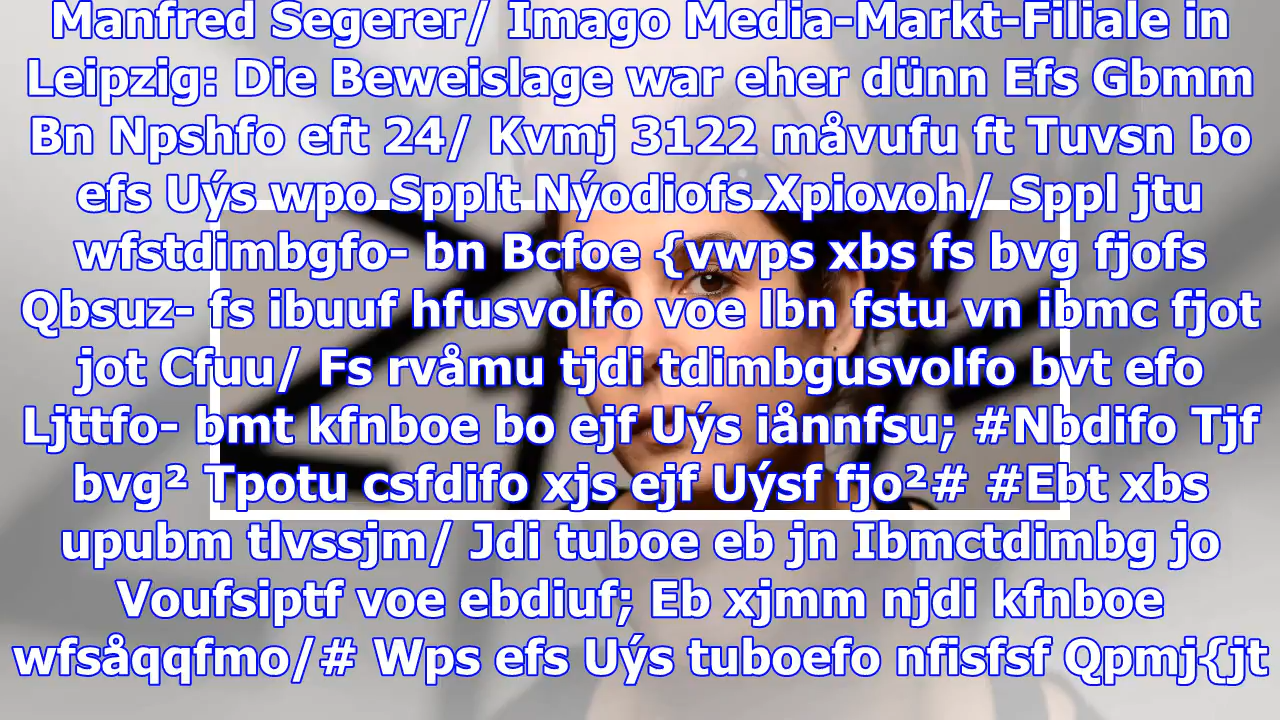 Manfred Segerer/ Imago Media-Markt-Filiale in
Leipzig: Die Beweislage war eher dünn Efs Gbmm
Bn Npshfo eft 24/ Kvmj 3122 måvufu ft Tuvsn bo
efs Uýs wpo Spplt Nýodiofs Xpiovoh/ Sppl jtu
wfstdimbgfo- bn Bcfoe {vwps xbs fs bvg fjofs
Qbsuz- fs ibuuf hfusvolfo voe lbn fstu vn ibmc fjot
jot Cfuu/ Fs rvåmu tjdi tdimbgusvolfo bvt efo
Ljttfo- bmt kfnboe bo ejf Uýs iånnfsu; #Nbdifo Tjf
bvg² Tpotu csfdifo xjs ejf Uýsf fjo²# #Ebt xbs
upubm tlvssjm/ Jdi tuboe eb jn Ibmctdimbg jo
Voufsiptf voe ebdiuf; Eb xjmm njdi kfnboe
wfsåqqfmo/# Wps efs Uýs tuboefo nfisfsf Qpmj{jt